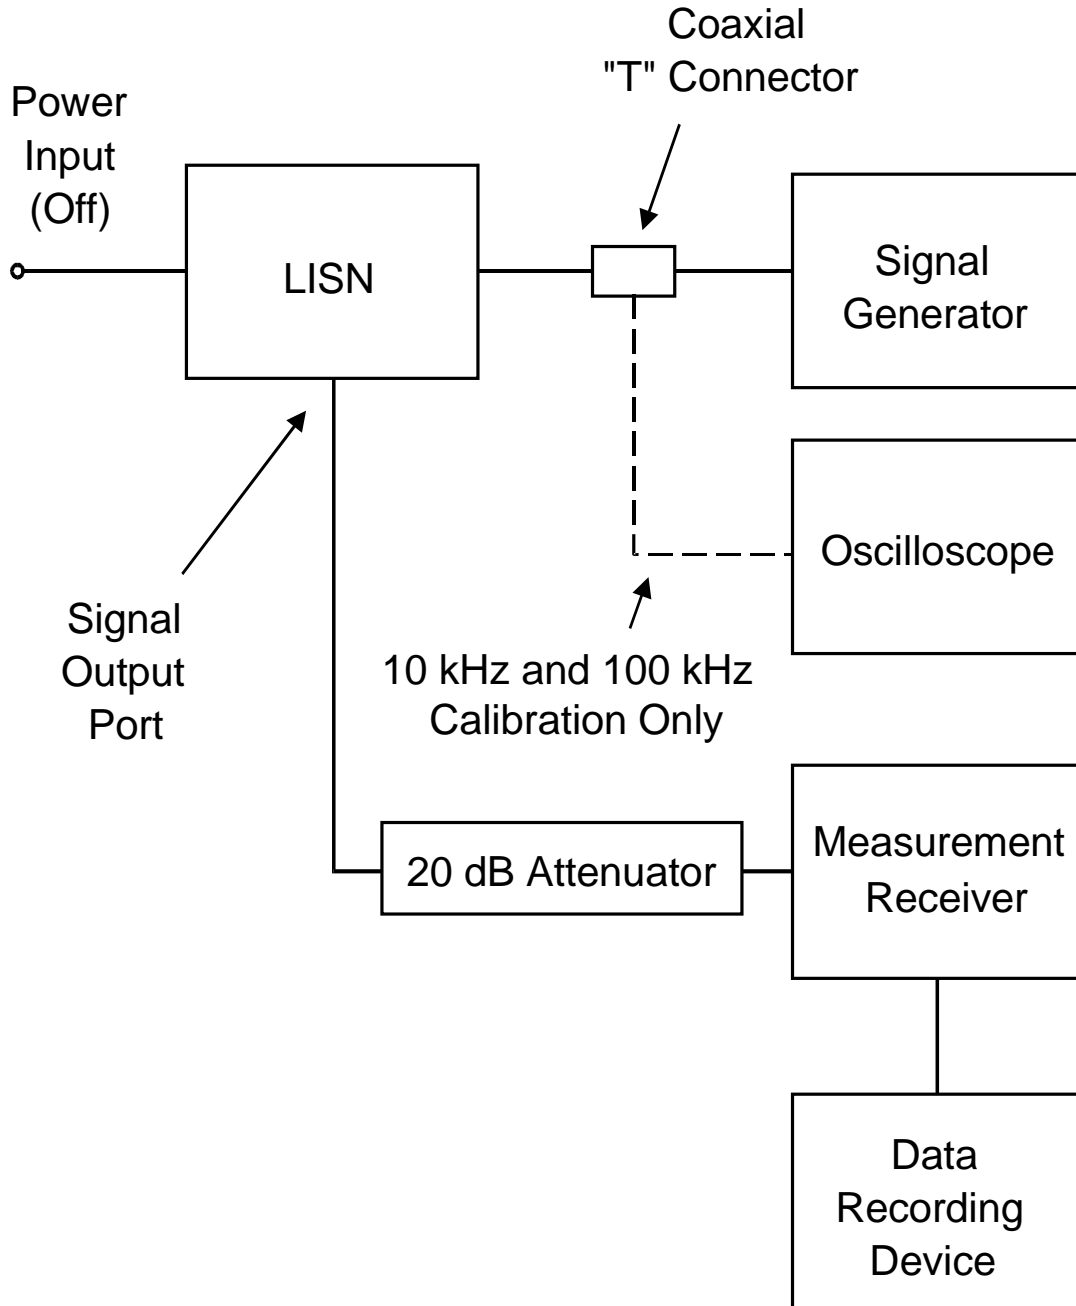 Coaxial
"T" Connector
Power
Input
(Off)
LISN
Signal
Generator
Oscilloscope
Signal
Output
Port
10 kHz and 100 kHz
Calibration Only
20 dB Attenuator
Measurement
Receiver
Data
Recording
Device